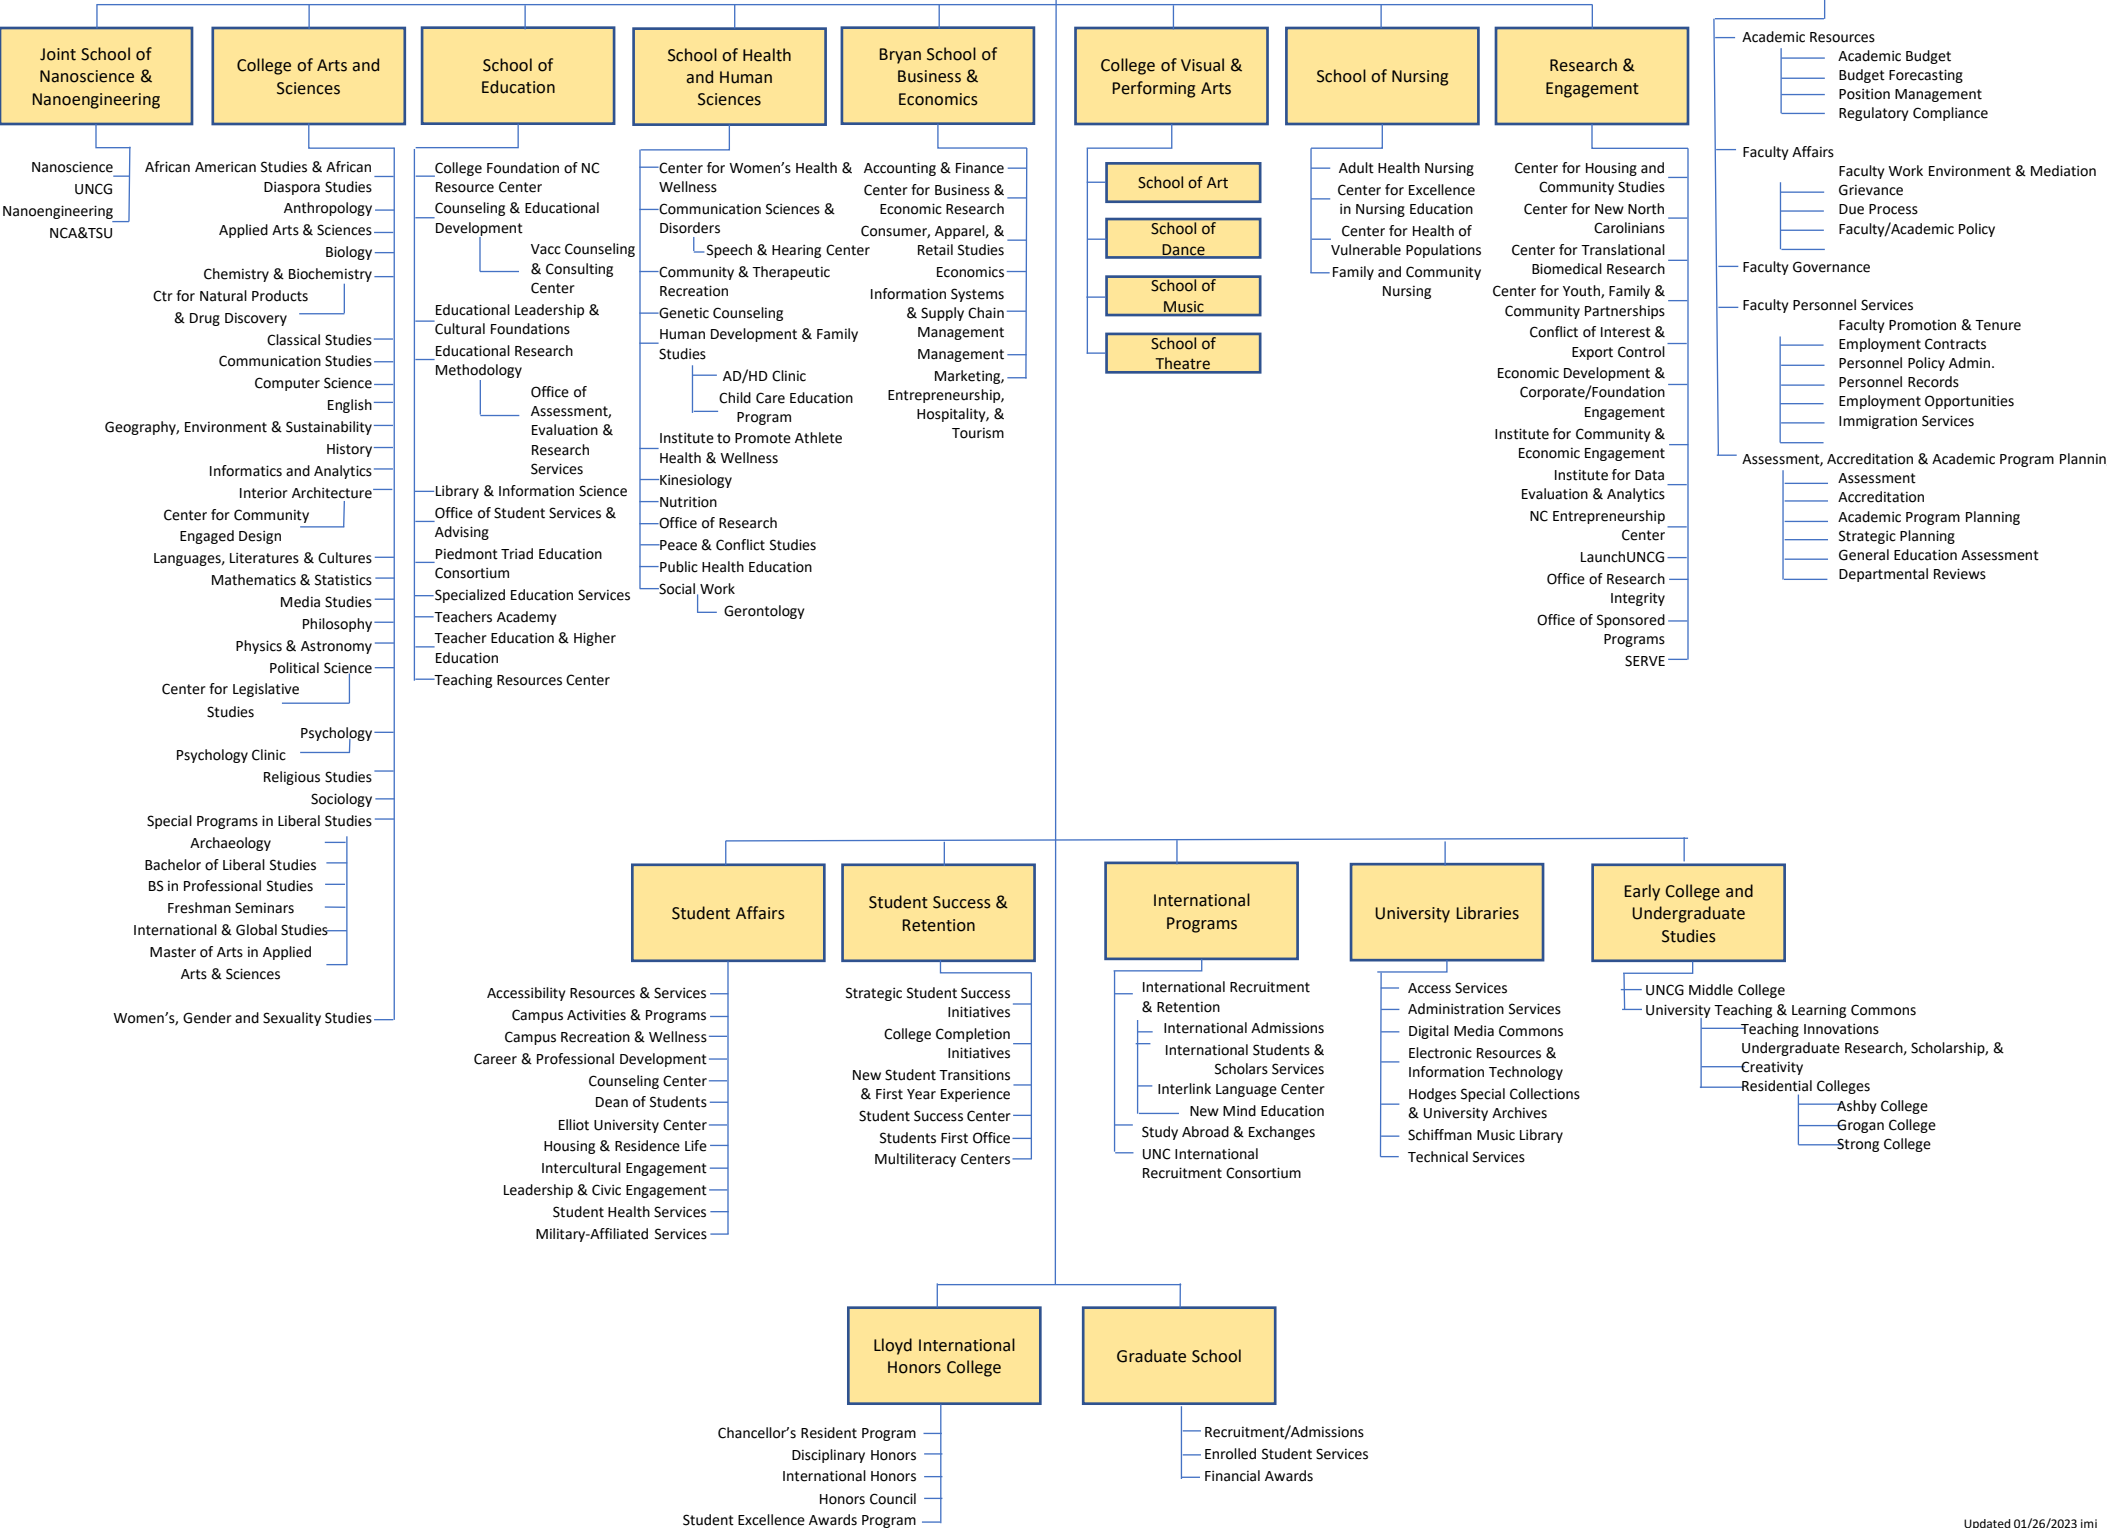 Joint School of
Nanoscience &
Nanoengineering
Nanoscience
UNCG
Nanoengineering
NCA&TSU
College of Arts and
Sciences
African American Studies & African
Diaspora Studies
Anthropology
Applied Arts & Sciences
Biology
Chemistry & Biochemistry
Ctr for Natural Products
& Drug Discovery
Classical Studies
Communication Studies
Computer Science
English
Geography, Environment & Sustainability
History
Informatics and Analytics
Interior Architecture
Center for Community
Engaged Design
Languages, Literatures & Cultures
Mathematics & Statistics
Media Studies
Philosophy
Physics & Astronomy
Political Science
Center for Legislative
Studies
Psychology
Psychology Clinic
Religious Studies
Sociology
Special Programs in Liberal Studies
Archaeology
Bachelor of Liberal Studies
BS in Professional Studies
Freshman Seminars
International & Global Studies
Master of Arts in Applied
Arts & Sciences
Women’s, Gender and Sexuality Studies
School of
Education
College Foundation of NC
Resource Center
Counseling & Educational
Development
Vacc Counseling
& Consulting
Center
Educational Leadership &
Cultural Foundations
Educational Research
Methodology
Office of
Assessment,
Evaluation &
Research
Services
Library & Information Science
Office of Student Services &
Advising
Piedmont Triad Education
Consortium
Specialized Education Services
Teachers Academy
Teacher Education & Higher
Education
Teaching Resources Center
School of Health
and Human
Sciences
Center for Women’s Health &
Wellness
Communication Sciences &
Disorders
Speech & Hearing Center
Community & Therapeutic
Recreation
Genetic Counseling
Human Development & Family
Studies
AD/HD Clinic
Child Care Education
Program
Institute to Promote Athlete
Health & Wellness
Kinesiology
Nutrition
Office of Research
Peace & Conflict Studies
Public Health Education
Social Work
Gerontology
Bryan School of
Business &
Economics
Accounting & Finance
Center for Business &
Economic Research
Consumer, Apparel, &
Retail Studies
Economics
Information Systems
& Supply Chain
Management
Management
Marketing,
Entrepreneurship,
Hospitality, &
Tourism
College of Visual &
Performing Arts
School of Art
School of
Dance
School of
Music
School of
Theatre
School of Nursing
Adult Health Nursing
Center for Excellence
in Nursing Education
Center for Health of
Vulnerable Populations
Family and Community
Nursing
Research &
Engagement
Center for Housing and
Community Studies
Center for New North
Carolinians
Center for Translational
Biomedical Research
Center for Youth, Family &
Community Partnerships
Conflict of Interest &
Export Control
Economic Development &
Corporate/Foundation
Engagement
Institute for Community &
Economic Engagement
Institute for Data
Evaluation & Analytics
NC Entrepreneurship
Center
LaunchUNCG
Office of Research
Integrity
Office of Sponsored
Programs
SERVE
Academic Resources
Academic Budget
Budget Forecasting
Position Management
Regulatory Compliance
Faculty Affairs
Faculty Work Environment & Mediation
Grievance
Due Process
Faculty/Academic Policy
Faculty Governance
Faculty Personnel Services
Faculty Promotion & Tenure
Employment Contracts
Personnel Policy Admin.
Personnel Records
Employment Opportunities
Immigration Services
Assessment, Accreditation & Academic Program Plannin
Assessment
Accreditation
Academic Program Planning
Strategic Planning
General Education Assessment
Departmental Reviews
Student Affairs
Accessibility Resources & Services
Campus Activities & Programs
Campus Recreation & Wellness
Career & Professional Development
Counseling Center
Dean of Students
Elliot University Center
Housing & Residence Life
Intercultural Engagement
Leadership & Civic Engagement
Student Health Services
Military-Affiliated Services
Student Success &
Retention
Strategic Student Success
Initiatives
College Completion
Initiatives
New Student Transitions
& First Year Experience
Student Success Center
Students First Office
Multiliteracy Centers
International
Programs
International Recruitment
& Retention
International Admissions
International Students &
Scholars Services
Interlink Language Center
New Mind Education
Study Abroad & Exchanges
UNC International
Recruitment Consortium
University Libraries
Access Services
Administration Services
Digital Media Commons
Electronic Resources &
Information Technology
Hodges Special Collections
& University Archives
Schiffman Music Library
Technical Services
Early College and
Undergraduate
Studies
UNCG Middle College
University Teaching & Learning Commons
Teaching Innovations
Undergraduate Research, Scholarship, &
Creativity
Residential Colleges
Ashby College
Grogan College
Strong College
Lloyd International
Honors College
Chancellor’s Resident Program
Disciplinary Honors
International Honors
Honors Council
Student Excellence Awards Program
Graduate School
Recruitment/Admissions
Enrolled Student Services
Financial Awards
Updated 01/26/2023 imi